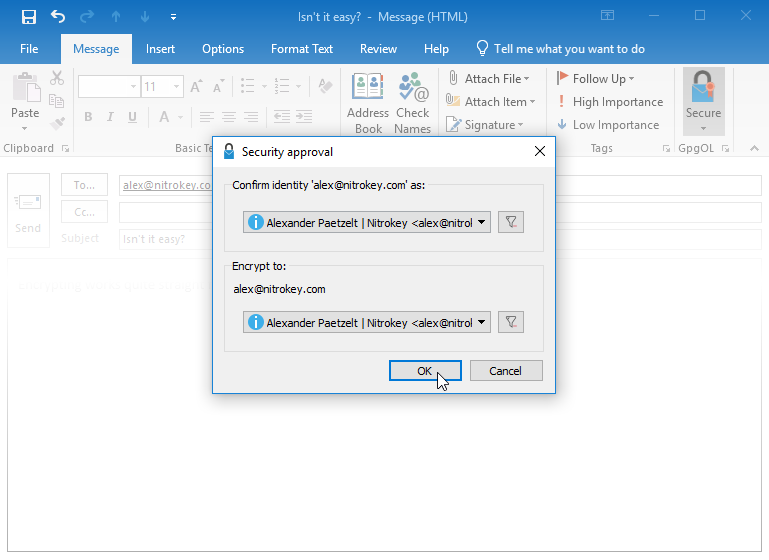 Isn't it easy? - Message (HTML)
File Message Insert Options Format Text Review Help Tell me what you want to do
Paste
11
B I U A
Address Book
Check Names
Attach File
Attach Item
Signature
Follow Up
High Importance
Low Importance
Secure
Clipboard
Basic Te
Tags
GpgOL
Send
To...
alex@nitrokey.co
Cc...
Subject
Isn't it easy?
Security approval
Confirm identity 'alex@nitrokey.com' as:
Alexander Paetzelt | Nitrokey <alex@nitrol
Encrypt to:
alex@nitrokey.com
Alexander Paetzelt | Nitrokey <alex@nitrol
OK
Cancel